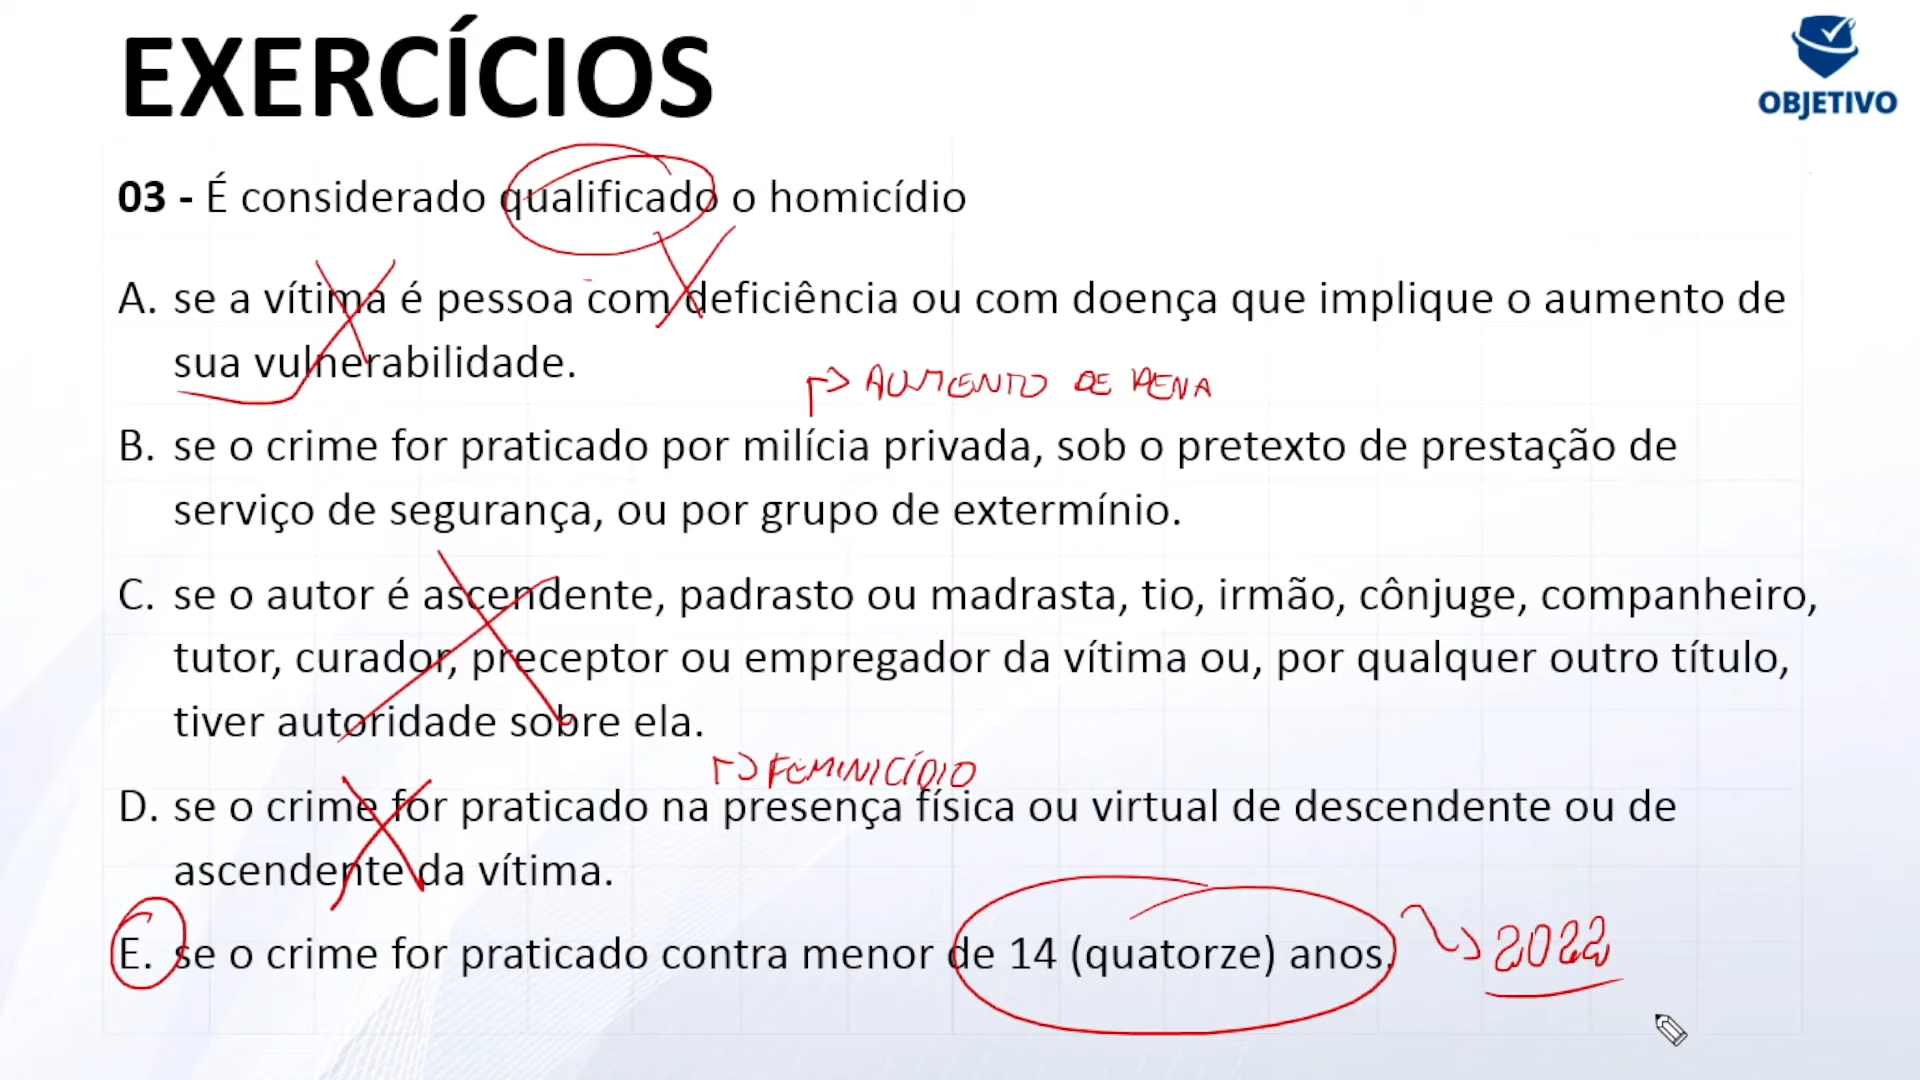 EXERCÍCIOS
OBJETIVO
03 - É considerado qualificado o homicídio
A. se a vítima é pessoa com deficiência ou com doença que implique o aumento de
sua vulnerabilidade.
AUMENTO DE PENA
B. se o crime for praticado por milícia privada, sob o pretexto de prestação de
serviço de segurança, ou por grupo de extermínio.
C. se o autor é ascendente, padrasto ou madrasta, tio, irmão, cônjuge, companheiro,
tutor, curador, preceptor ou empregador da vítima ou, por qualquer outro título,
tiver autoridade sobre ela.
FEMINICÍDIO
D. se o crime for praticado na presença física ou virtual de descendente ou de
ascendente da vítima.
E. se o crime for praticado contra menor de 14 (quatorze) anos.
2022